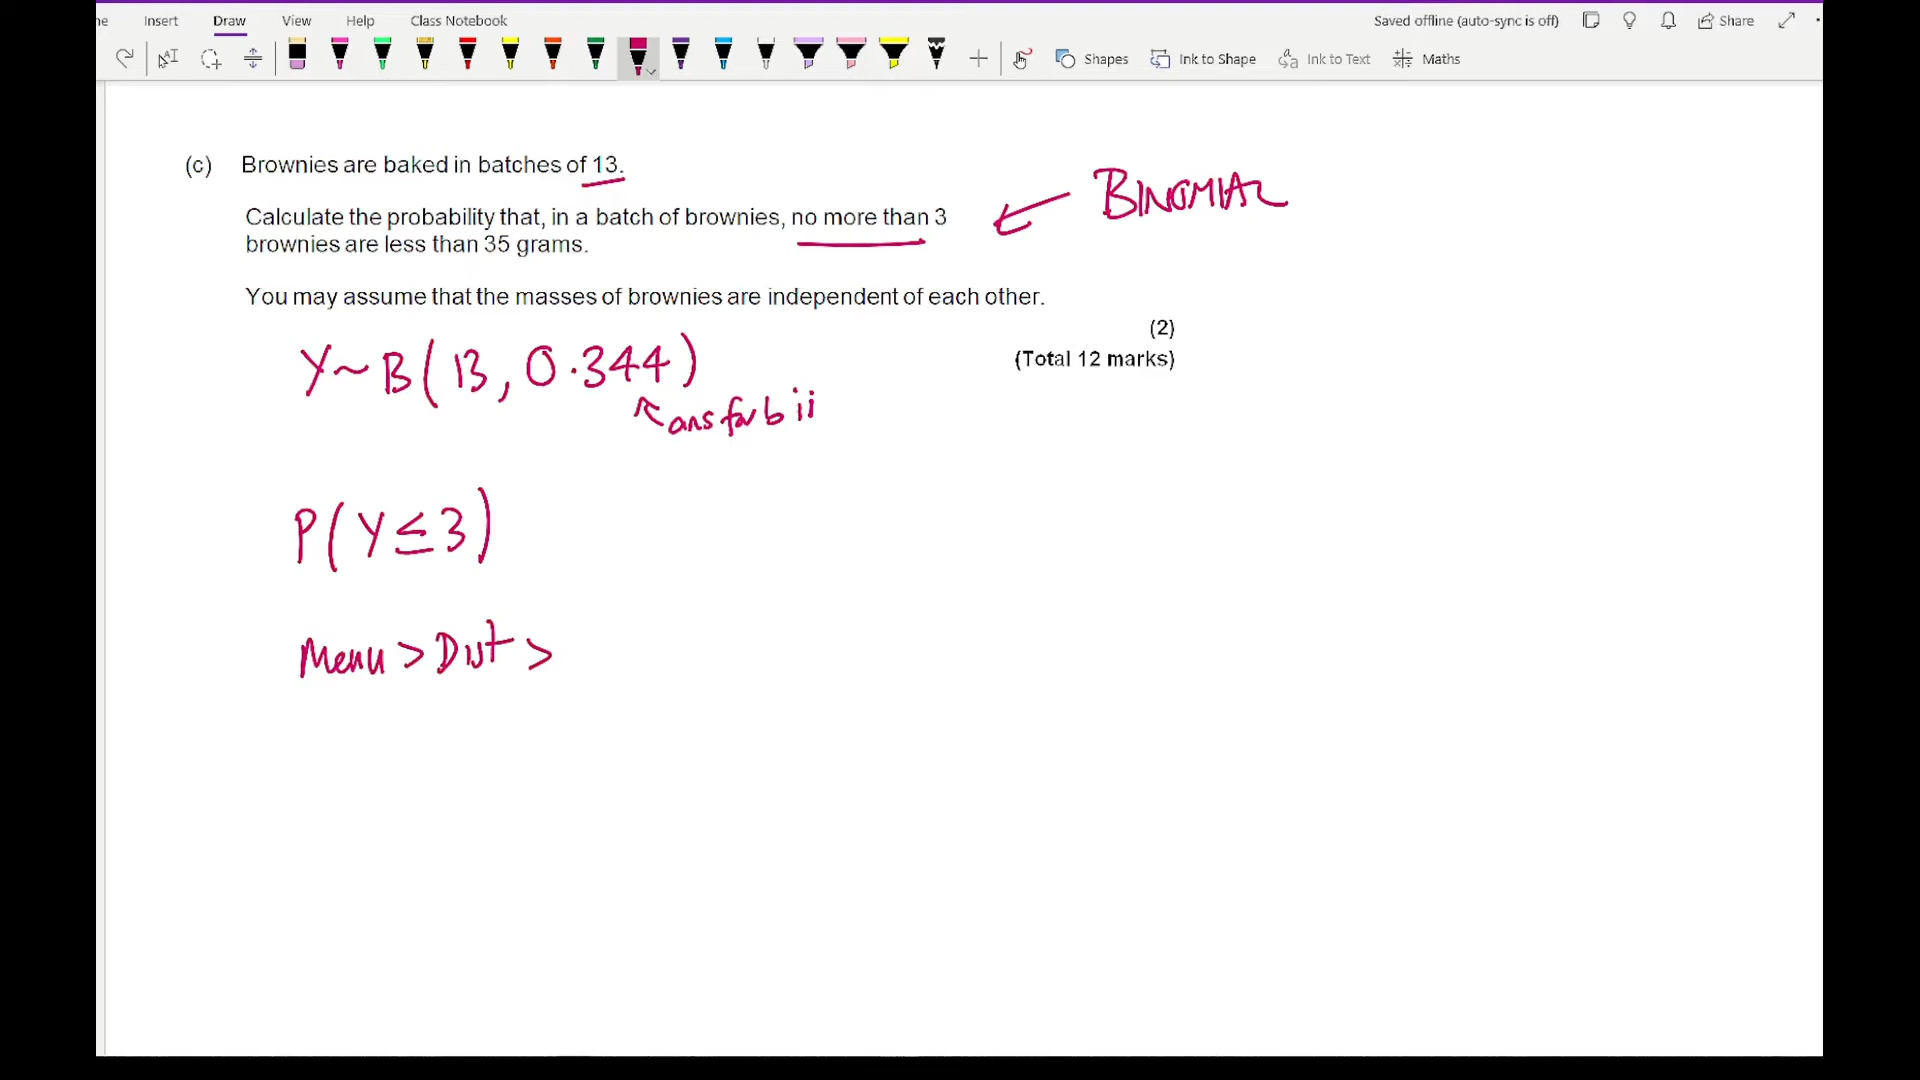 Insert Draw View Help Class Notebook Saved offline (auto-sync is off) Share
Shapes Ink to Shape Ink to Text Maths
(c) Brownies are baked in batches of 13.
Calculate the probability that, in a batch of brownies, no more than 3
brownies are less than 35 grams.
BINOMIAL
You may assume that the masses of brownies are independent of each other.
(2)
(Total 12 marks)
Y~B(13, 0.344)
ans for b ii
P(Y≤3)
Menu > Dist >